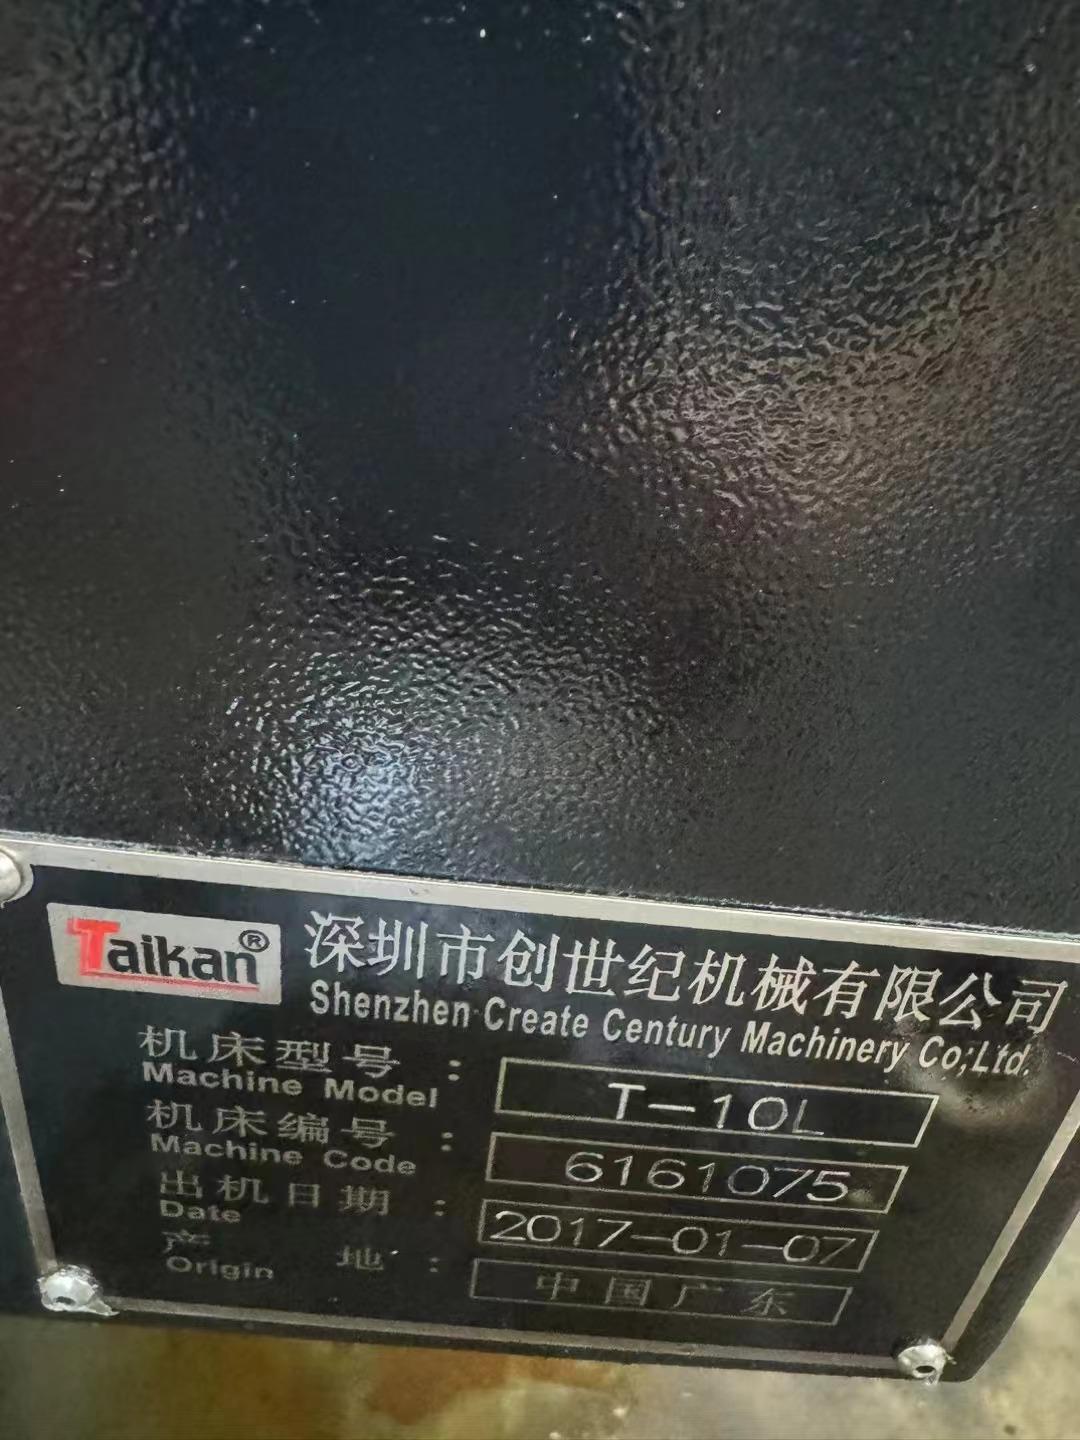 Taikan® 深圳市创世纪机械有限公司
Shenzhen Create Century Machinery Co;Ltd.
机床型号 : T-10L
Machine Model
机床编号 : 6161075
Machine Code
出机日期 : 2017-01-07
Date
产地 : 中国广东
Origin